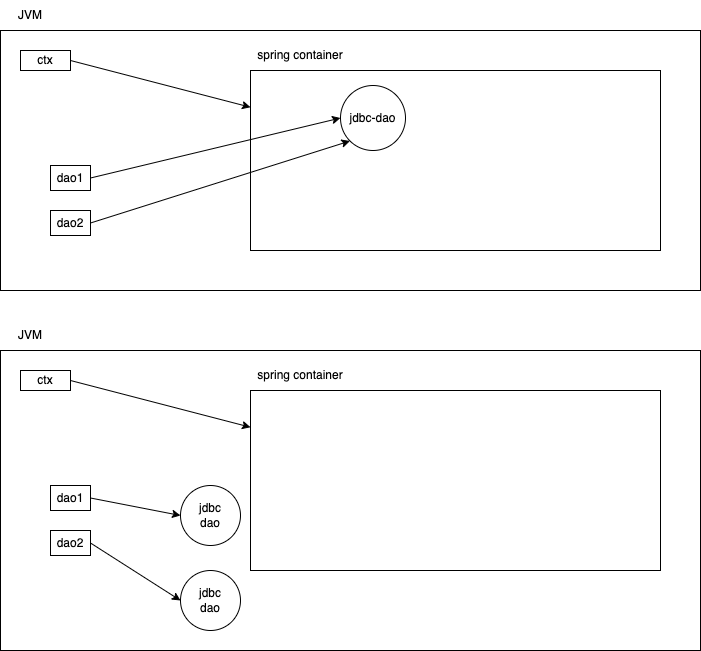 JVM
ctx
spring container
jdbc-dao
dao1
dao2
JVM
ctx
spring container
dao1
jdbc
dao
dao2
jdbc
dao